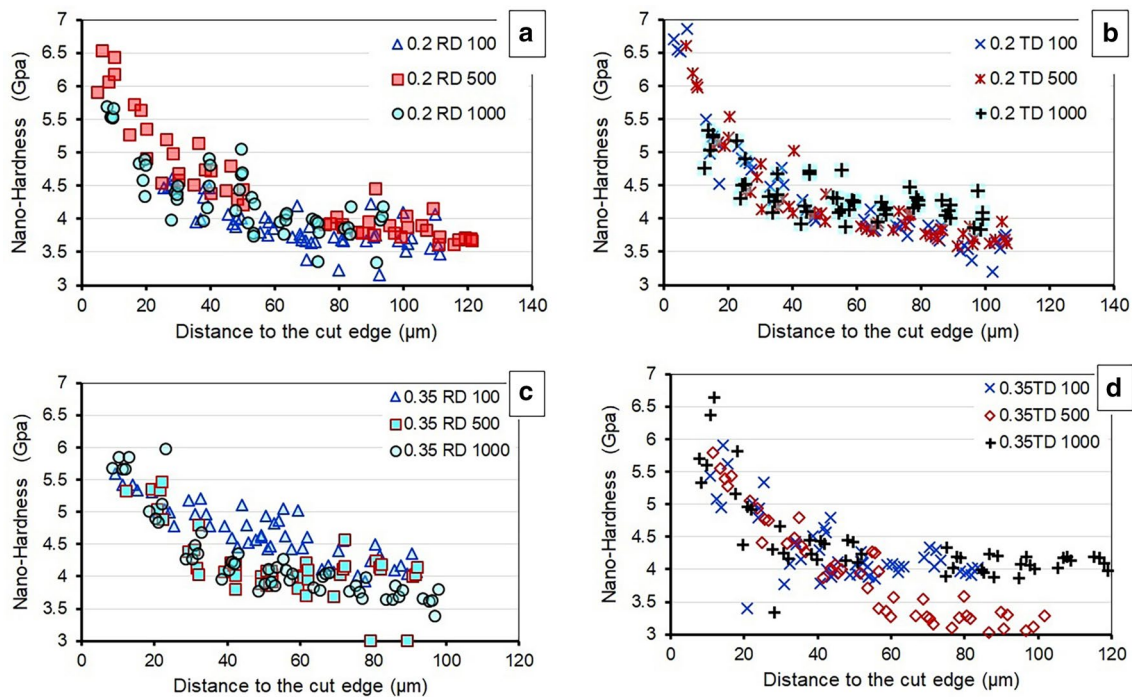 a
Nano-Hardness (Gpa)
7
6.5
6
5.5
5
4.5
4
3.5
3
0.2 RD 100
0.2 RD 500
0.2 RD 1000
0 20 40 60 80 100 120 140
Distance to the cut edge (µm)
b
Nano-Hardness (Gpa)
7
6.5
6
5.5
5
4.5
4
3.5
3
0.2 TD 100
0.2 TD 500
0.2 TD 1000
0 20 40 60 80 100 120 140
Distance to the cut edge (µm)
c
Nano-Hardness (Gpa)
7
6.5
6
5.5
5
4.5
4
3.5
3
0.35 RD 100
0.35 RD 500
0.35 RD 1000
0 20 40 60 80 100 120
Distance to the cut edge (µm)
d
Nano-Hardness (Gpa)
7
6.5
6
5.5
5
4.5
4
3.5
3
0.35TD 100
0.35TD 500
0.35TD 1000
0 20 40 60 80 100 120
Distance to the cut edge (µm)